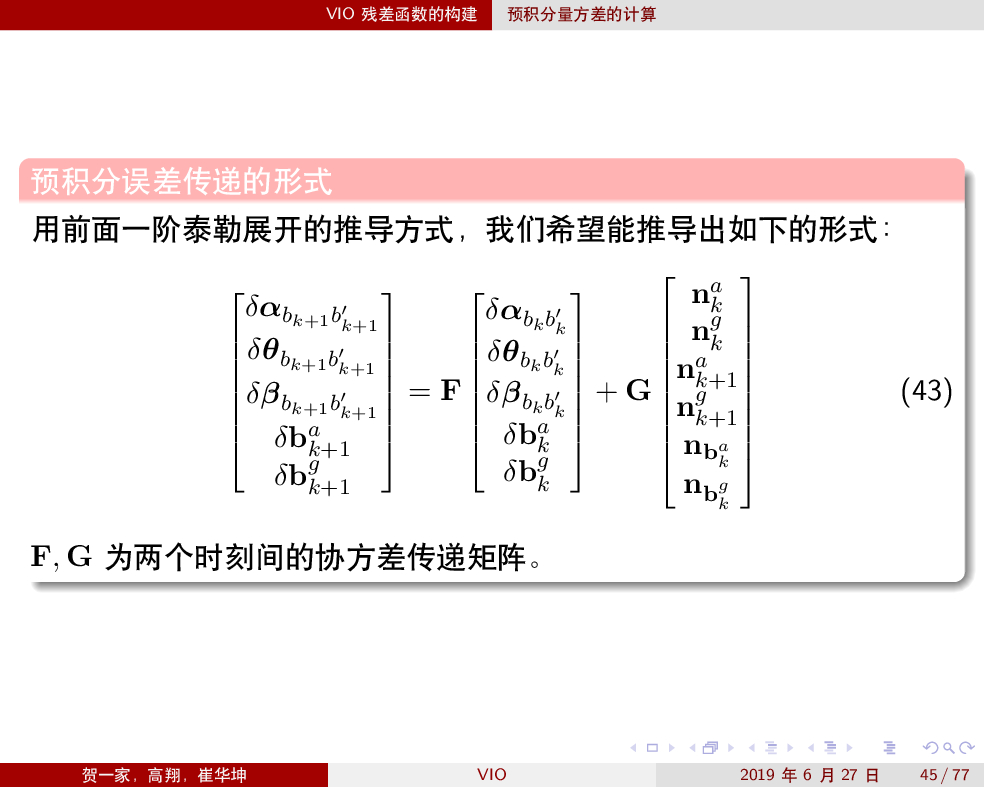 VIO 残差函数的构建 预积分量方差的计算
预积分误差传递的形式
用前面一阶泰勒展开的推导方式，我们希望能推导出如下的形式：
\begin{bmatrix} \delta\boldsymbol{\alpha}_{b_{k+1}b'_{k+1}} \\ \delta\boldsymbol{\theta}_{b_{k+1}b'_{k+1}} \\ \delta\boldsymbol{\beta}_{b_{k+1}b'_{k+1}} \\ \delta\mathbf{b}^a_{k+1} \\ \delta\mathbf{b}^g_{k+1} \end{bmatrix} = \mathbf{F} \begin{bmatrix} \delta\boldsymbol{\alpha}_{b_k b'_k} \\ \delta\boldsymbol{\theta}_{b_k b'_k} \\ \delta\boldsymbol{\beta}_{b_k b'_k} \\ \delta\mathbf{b}^a_k \\ \delta\mathbf{b}^g_k \end{bmatrix} + \mathbf{G} \begin{bmatrix} \mathbf{n}^a_k \\ \mathbf{n}^g_k \\ \mathbf{n}^a_{k+1} \\ \mathbf{n}^g_{k+1} \\ \mathbf{n}_{\mathbf{b}^a_k} \\ \mathbf{n}_{\mathbf{b}^g_k} \end{bmatrix} (43)
F, G 为两个时刻间的协方差传递矩阵。
贺一家，高翔，崔华坤 VIO 2019 年 6 月 27 日 45 / 77